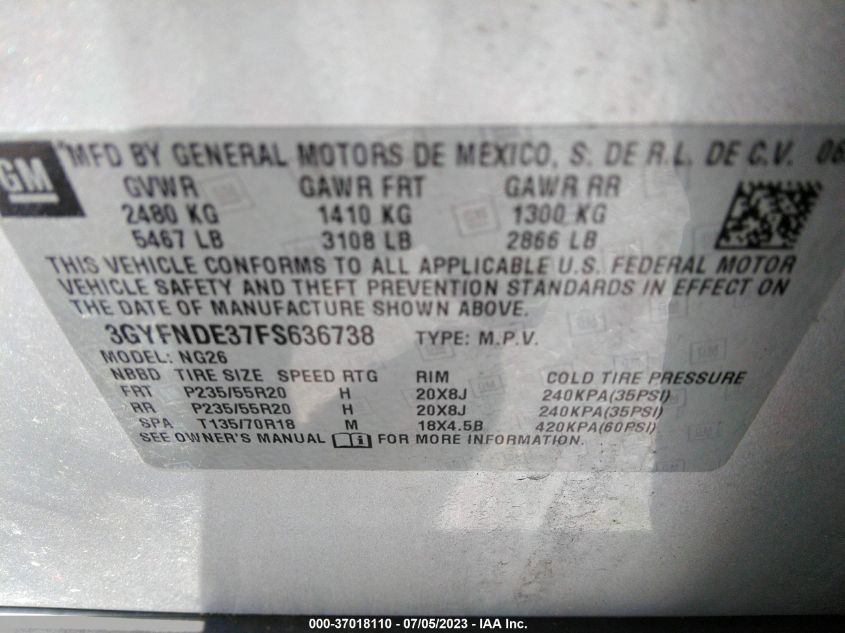 GM
MFD BY GENERAL MOTORS DE MEXICO, S. DE R.L. DE C.V.
GVWR GAWR FRT GAWR RR
2480 KG 1410 KG 1300 KG
5467 LB 3108 LB 2866 LB
THIS VEHICLE CONFORMS TO ALL APPLICABLE U.S. FEDERAL MOTOR
VEHICLE SAFETY AND THEFT PREVENTION STANDARDS IN EFFECT ON
THE DATE OF MANUFACTURE SHOWN ABOVE.
3GYFNDE37FS636738 TYPE: M.P.V.
MODEL: NG26
NBBD TIRE SIZE SPEED RTG RIM COLD TIRE PRESSURE
FRT P235/55R20 H 20X8J 240KPA(35PSI)
RR P235/55R20 H 20X8J 240KPA(35PSI)
SPA T135/70R18 M 18X4.5B 420KPA(60PSI)
SEE OWNER'S MANUAL FOR MORE INFORMATION.
000-37018110 - 07/05/2023 - IAA Inc.